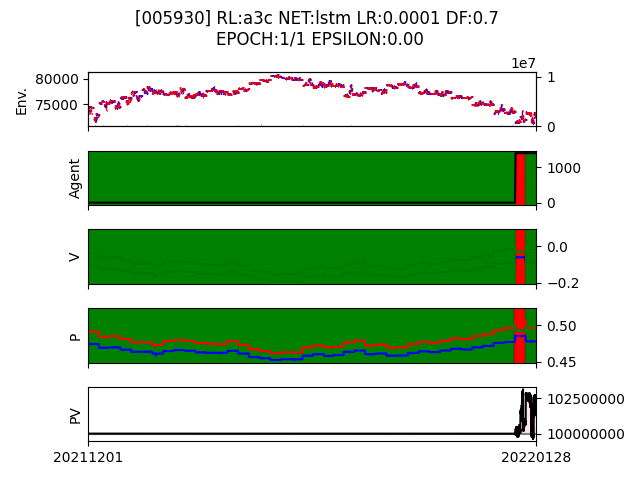 [005930] RL:a3c NET:lstm LR:0.0001 DF:0.7
EPOCH:1/1 EPSILON:0.00
1e7
Env.
80000
75000
1
0
Agent
1000
0
V
0.0
−0.2
P
0.50
0.45
PV
102500000
100000000
20211201
20220128